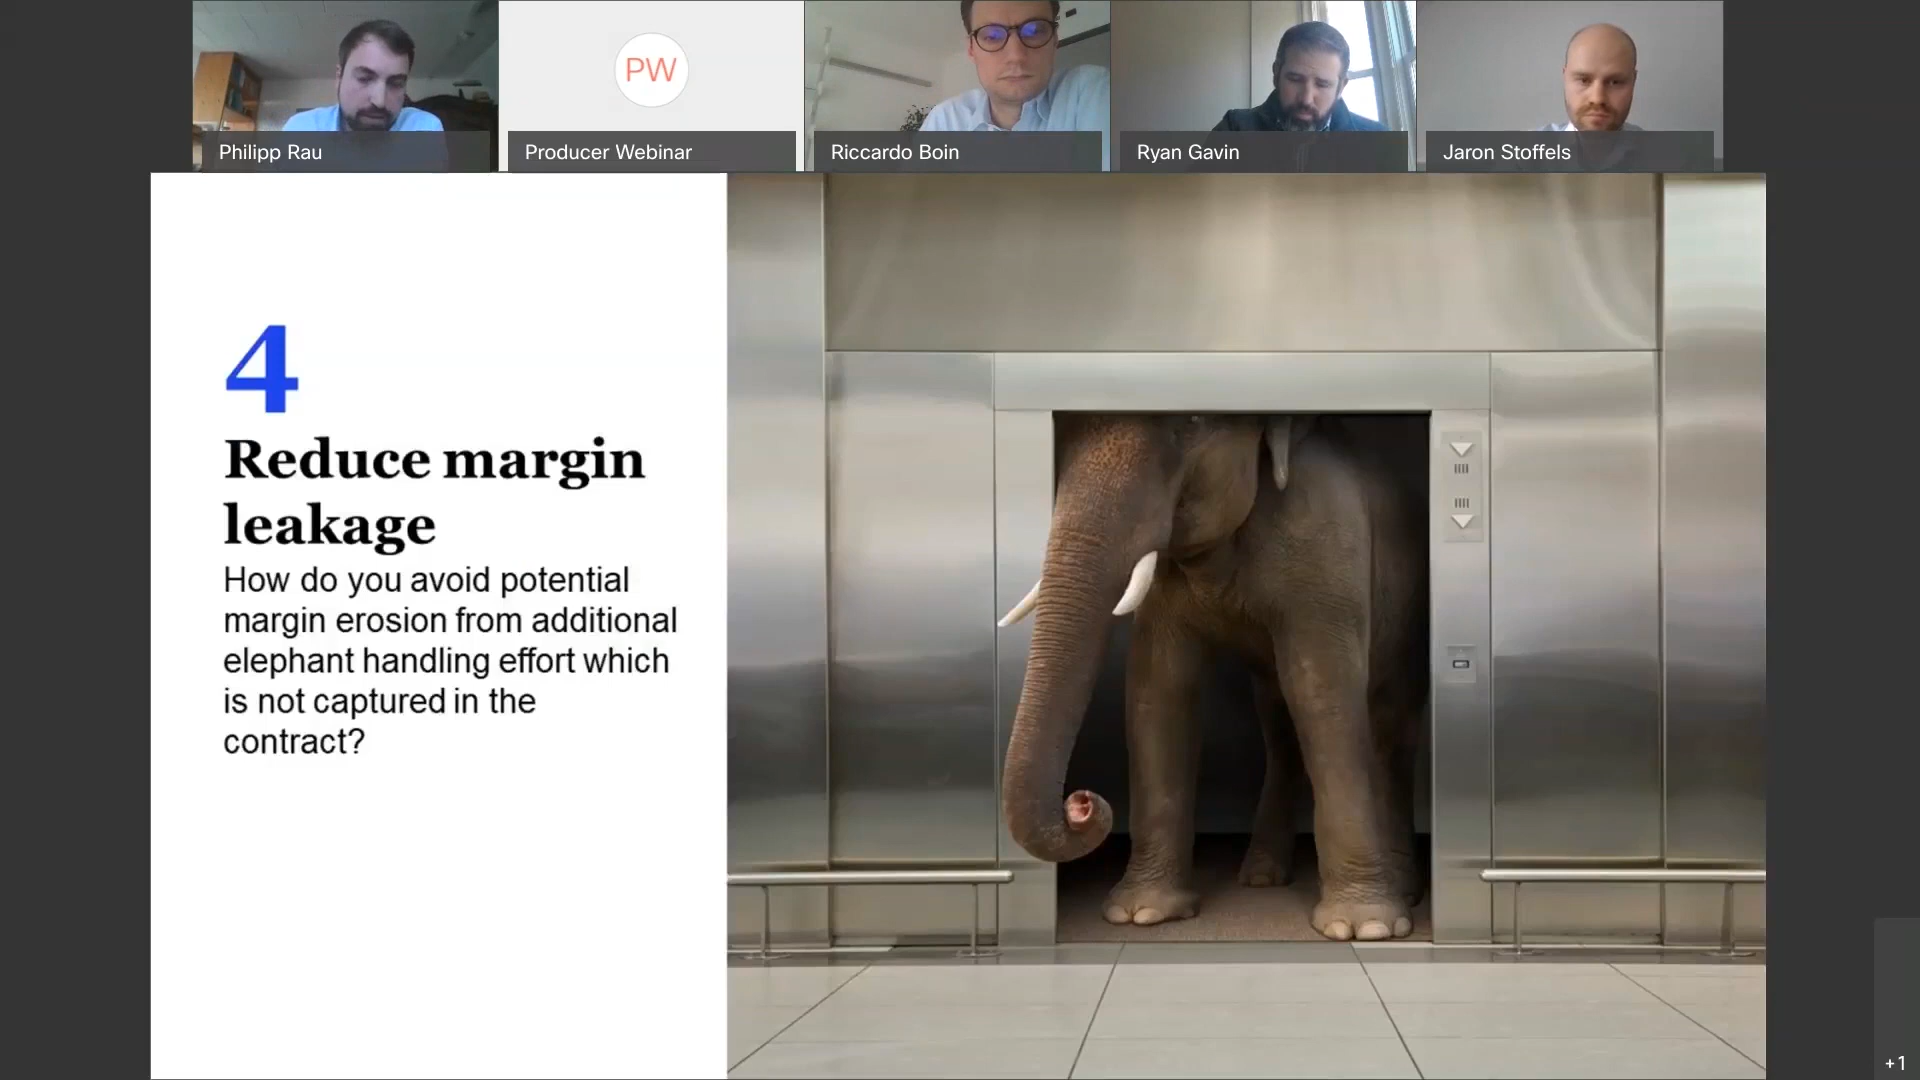 PW
Philipp Rau
Producer Webinar
Riccardo Boin
Ryan Gavin
Jaron Stoffels
4
Reduce margin
leakage
How do you avoid potential
margin erosion from additional
elephant handling effort which
is not captured in the
contract?
+1